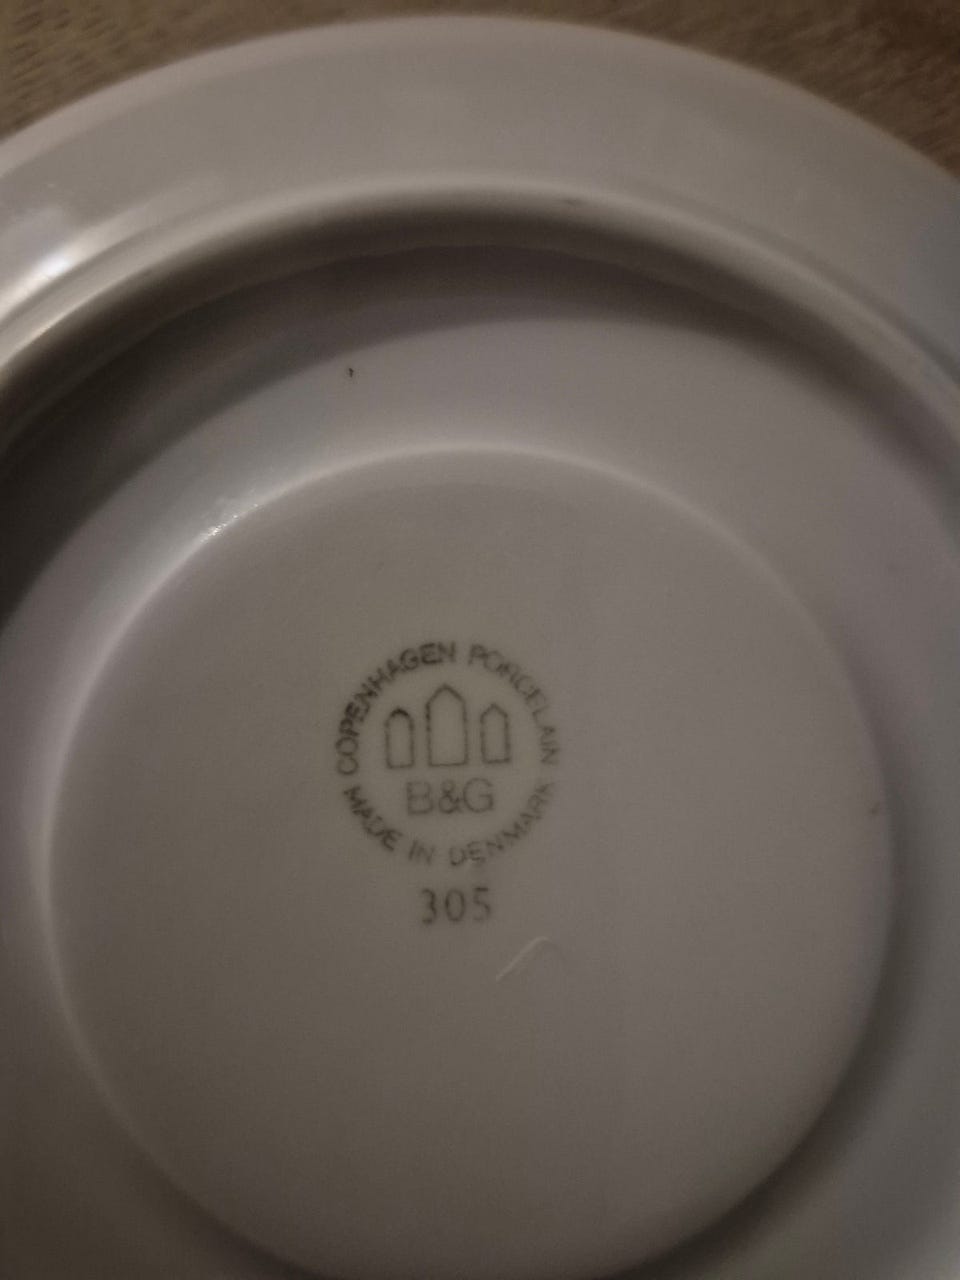 COPENHAGEN PORCELAIN
B&G
MADE IN DENMARK
305